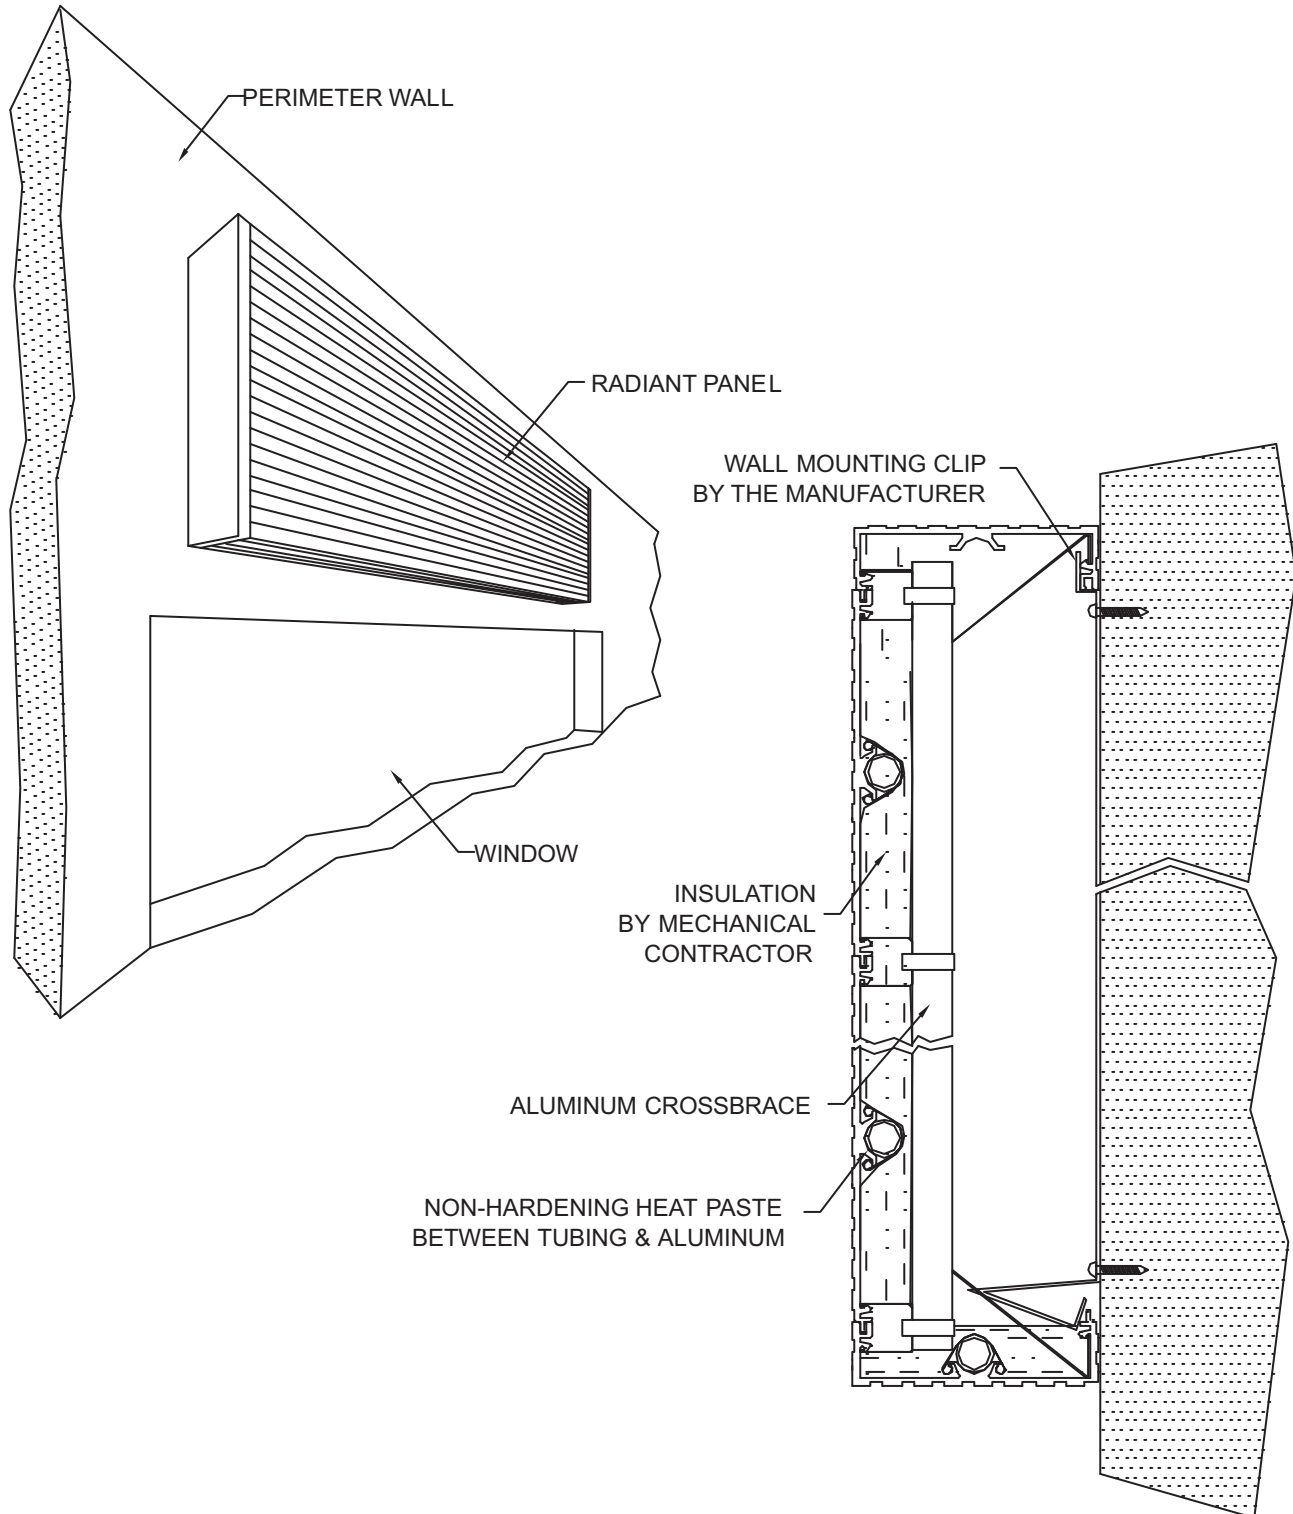 PERIMETER WALL
RADIANT PANEL
WALL MOUNTING CLIP
BY THE MANUFACTURER
WINDOW
INSULATION
BY MECHANICAL
CONTRACTOR
ALUMINUM CROSSBRACE
NON-HARDENING HEAT PASTE
BETWEEN TUBING & ALUMINUM